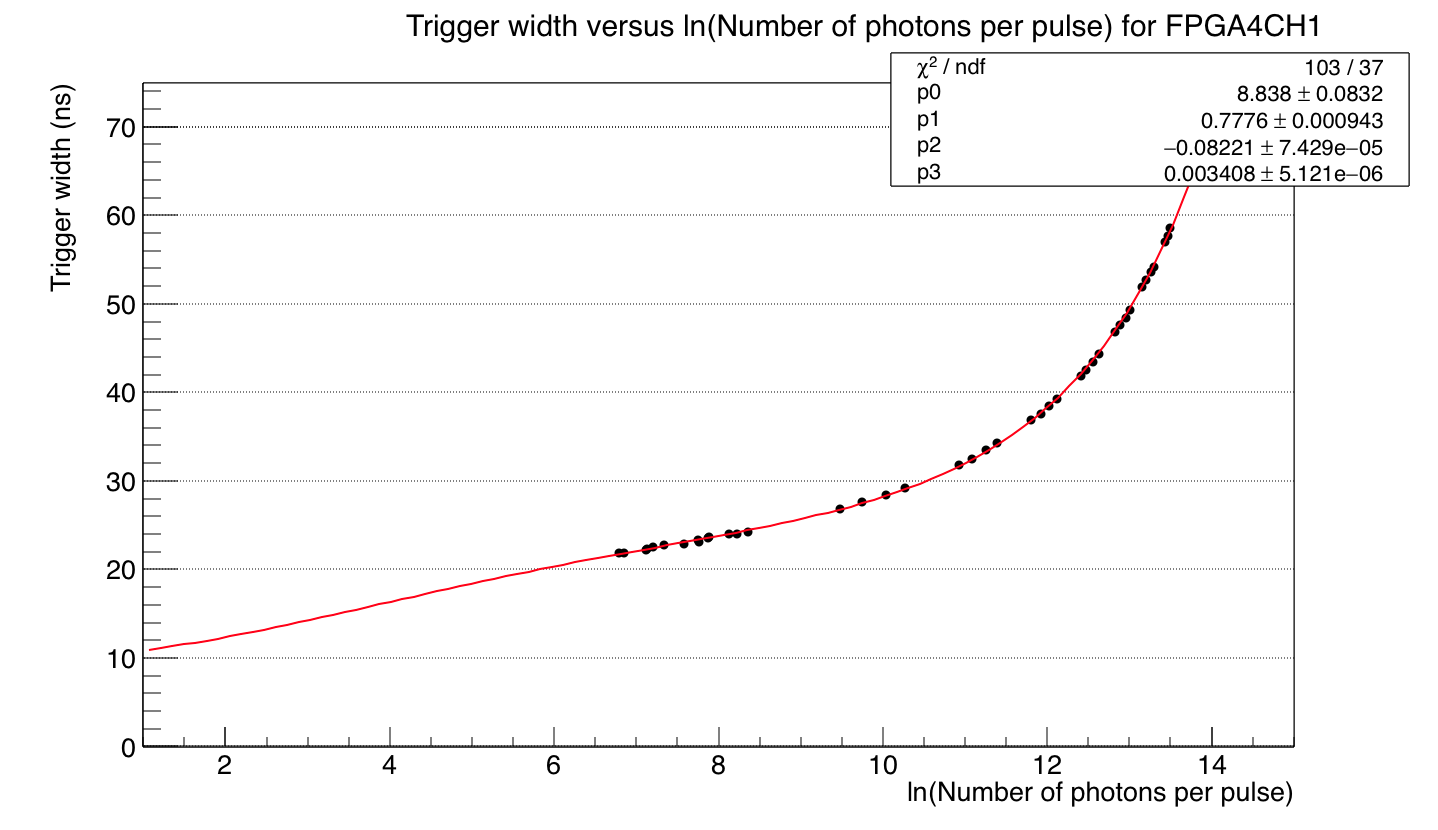 Trigger width versus ln(Number of photons per pulse) for FPGA4CH1
χ² / ndf 103 / 37
p0 8.838 ± 0.0832
p1 0.7776 ± 0.000943
p2 −0.08221 ± 7.429e−05
p3 0.003408 ± 5.121e−06
Trigger width (ns)
70
60
50
40
30
20
10
0
2 4 6 8 10 12 14
ln(Number of photons per pulse)